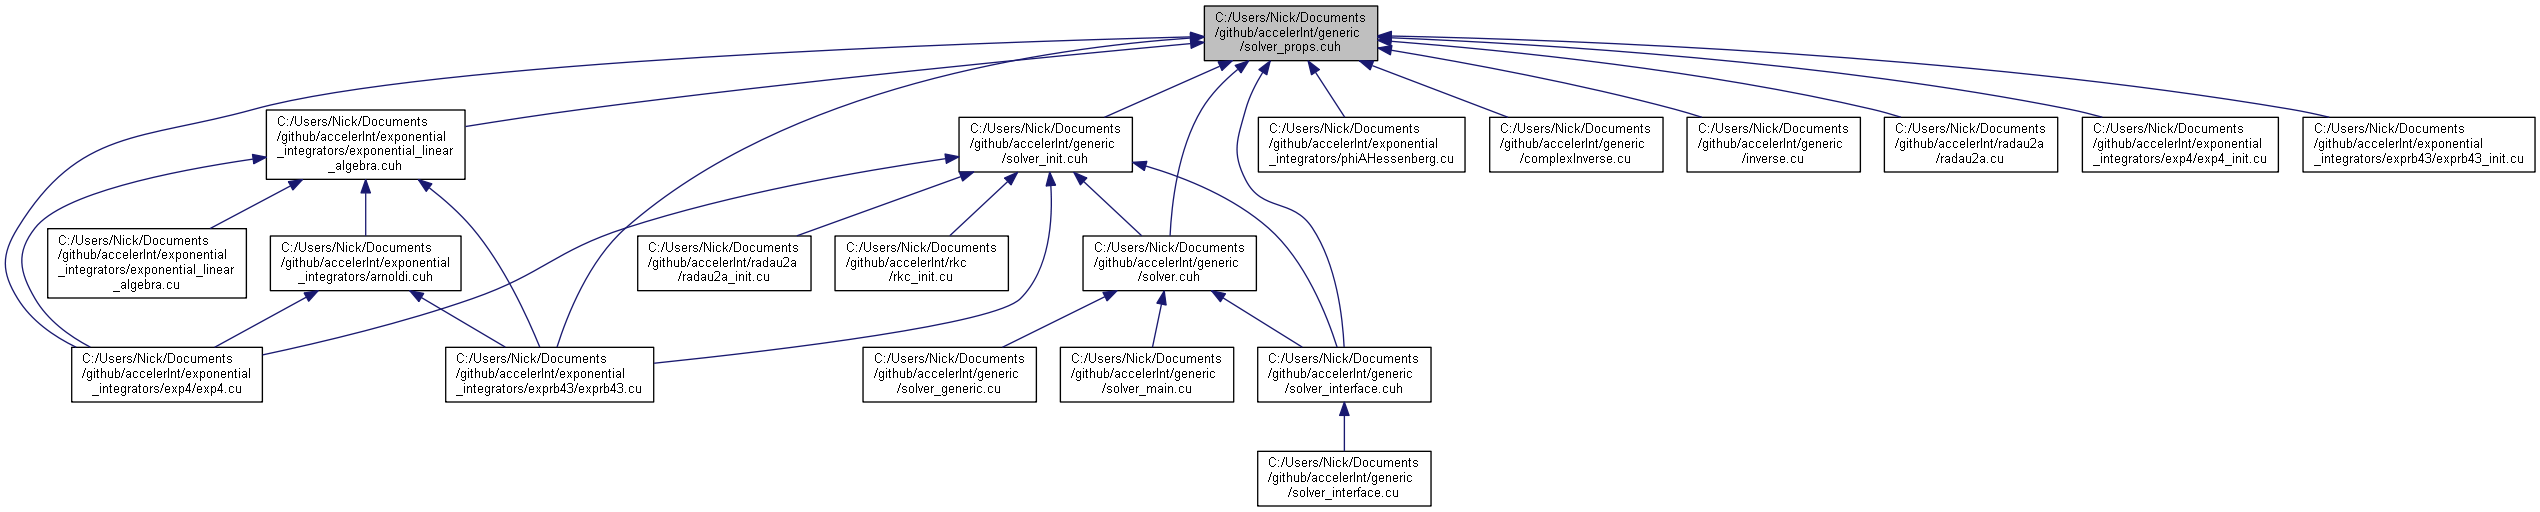 C:/Users/Nick/Documents
/github/accelerInt/generic
/solver_props.cuh
C:/Users/Nick/Documents
/github/accelerInt/exponential
_integrators/exponential_linear
_algebra.cuh
C:/Users/Nick/Documents
/github/accelerInt/generic
/solver_init.cuh
C:/Users/Nick/Documents
/github/accelerInt/exponential
_integrators/phiAHessenberg.cu
C:/Users/Nick/Documents
/github/accelerInt/generic
/complexInverse.cu
C:/Users/Nick/Documents
/github/accelerInt/generic
/inverse.cu
C:/Users/Nick/Documents
/github/accelerInt/radau2a
/radau2a.cu
C:/Users/Nick/Documents
/github/accelerInt/exponential
_integrators/exp4/exp4_init.cu
C:/Users/Nick/Documents
/github/accelerInt/exponential
_integrators/exprb43/exprb43_init.cu
C:/Users/Nick/Documents
/github/accelerInt/exponential
_integrators/exponential_linear
_algebra.cu
C:/Users/Nick/Documents
/github/accelerInt/exponential
_integrators/arnoldi.cuh
C:/Users/Nick/Documents
/github/accelerInt/radau2a
/radau2a_init.cu
C:/Users/Nick/Documents
/github/accelerInt/rkc
/rkc_init.cu
C:/Users/Nick/Documents
/github/accelerInt/generic
/solver.cuh
C:/Users/Nick/Documents
/github/accelerInt/exponential
_integrators/exp4/exp4.cu
C:/Users/Nick/Documents
/github/accelerInt/exponential
_integrators/exprb43/exprb43.cu
C:/Users/Nick/Documents
/github/accelerInt/generic
/solver_generic.cu
C:/Users/Nick/Documents
/github/accelerInt/generic
/solver_main.cu
C:/Users/Nick/Documents
/github/accelerInt/generic
/solver_interface.cuh
C:/Users/Nick/Documents
/github/accelerInt/generic
/solver_interface.cu